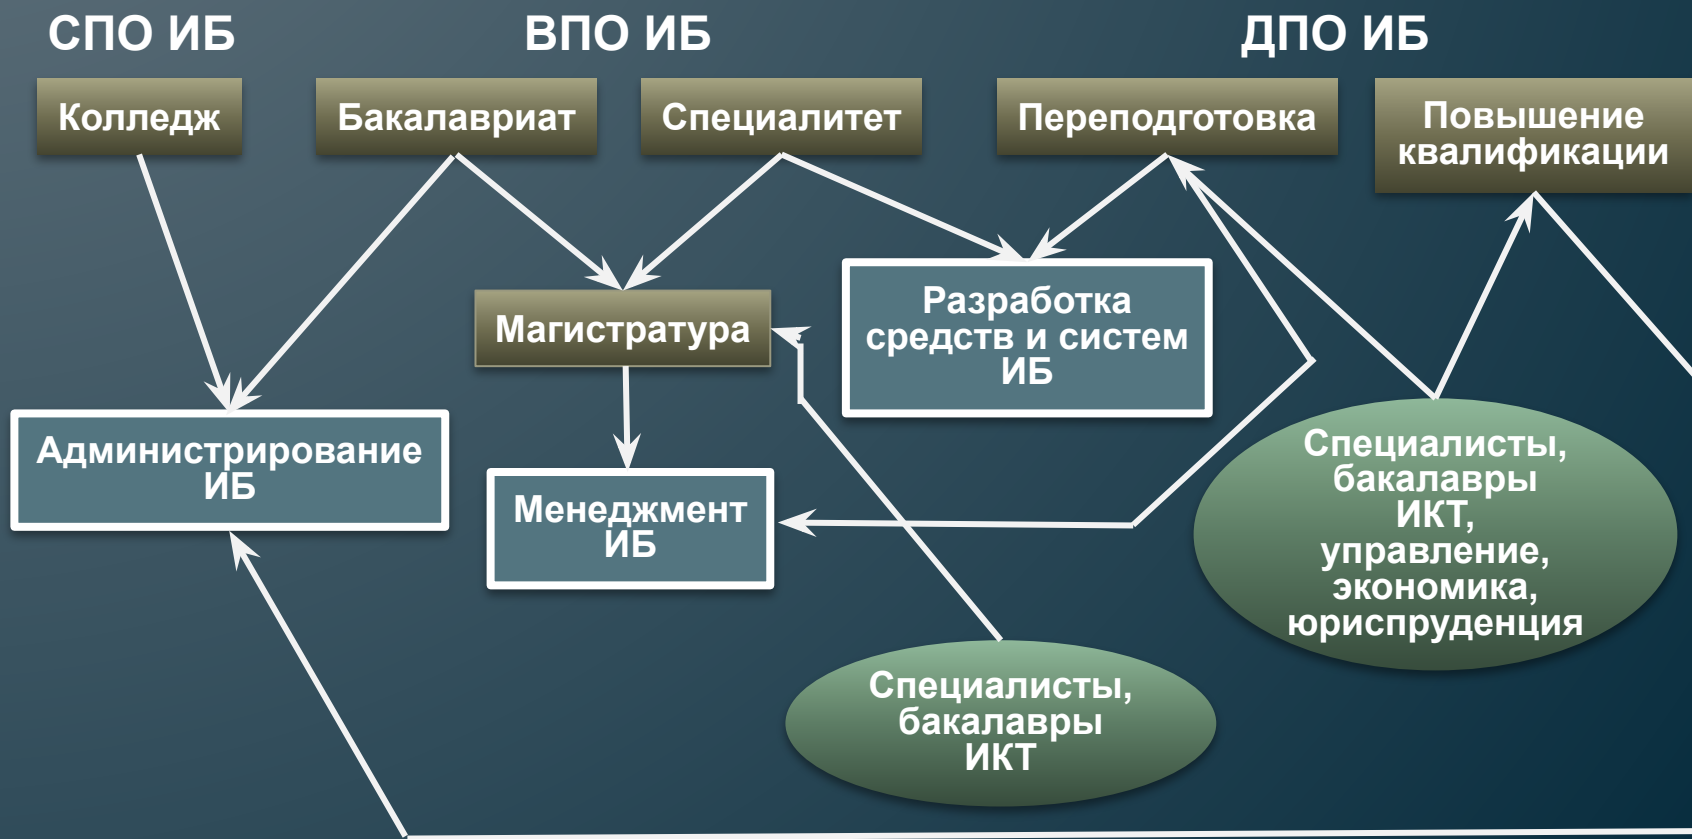 СПО ИБ
ВПО ИБ
ДПО ИБ
Колледж
Бакалавриат
Специалитет
Переподготовка
Повышение
квалификации
Магистратура
Разработка
средств и систем
ИБ
Администрирование
ИБ
Менеджмент
ИБ
Специалисты,
бакалавры
ИКТ,
управление,
экономика,
юриспруденция
Специалисты,
бакалавры
ИКТ